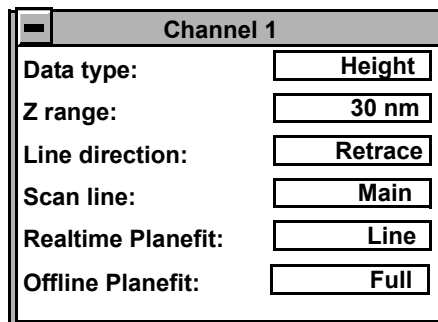 Channel 1
Data type: Height
Z range: 30 nm
Line direction: Retrace
Scan line: Main
Realtime Planefit: Line
Offline Planefit: Full